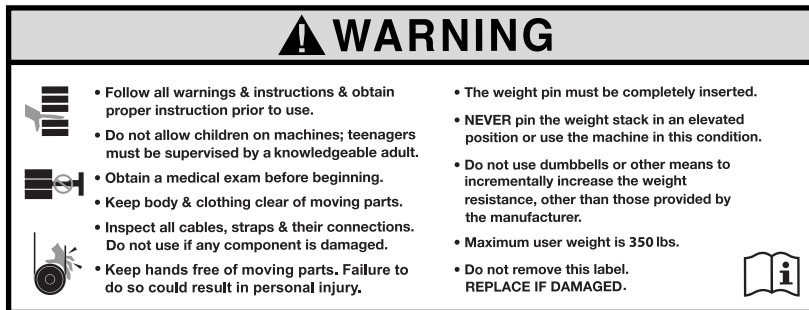 WARNING
• Follow all warnings & instructions & obtain
proper instruction prior to use.
• Do not allow children on machines; teenagers
must be supervised by a knowledgeable adult.
• Obtain a medical exam before beginning.
• Keep body & clothing clear of moving parts.
• Inspect all cables, straps & their connections.
Do not use if any component is damaged.
• Keep hands free of moving parts. Failure to
do so could result in personal injury.
• The weight pin must be completely inserted.
• NEVER pin the weight stack in an elevated
position or use the machine in this condition.
• Do not use dumbbells or other means to
incrementally increase the weight
resistance, other than those provided by
the manufacturer.
• Maximum user weight is 350 lbs.
• Do not remove this label.
REPLACE IF DAMAGED.